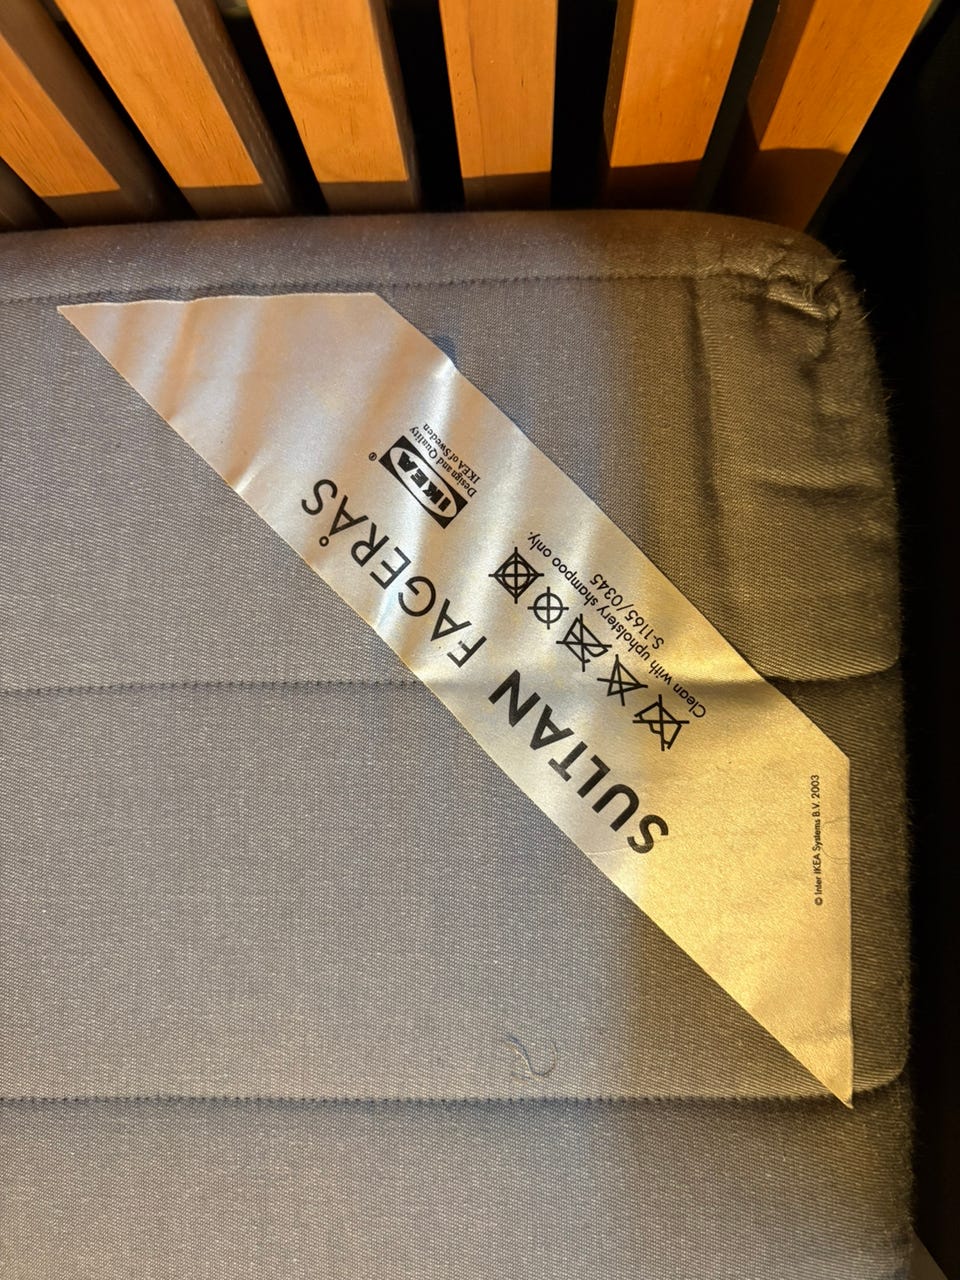 SULTAN FAGERÅS
Clean with upholstery shampoo only.
S-1165/0345
IKEA®
Design and Quality
IKEA of Sweden
© Inter IKEA Systems B.V. 2003